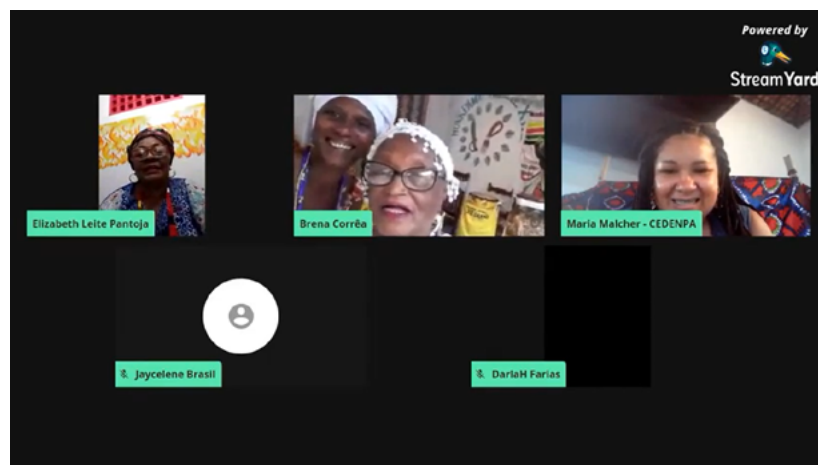 Powered by
StreamYard
Elizabeth Leite Pantoja
Brena Corrêa
Maria Malcher - CEDENPA
Jaycelene Brasil
DarlaH Farias